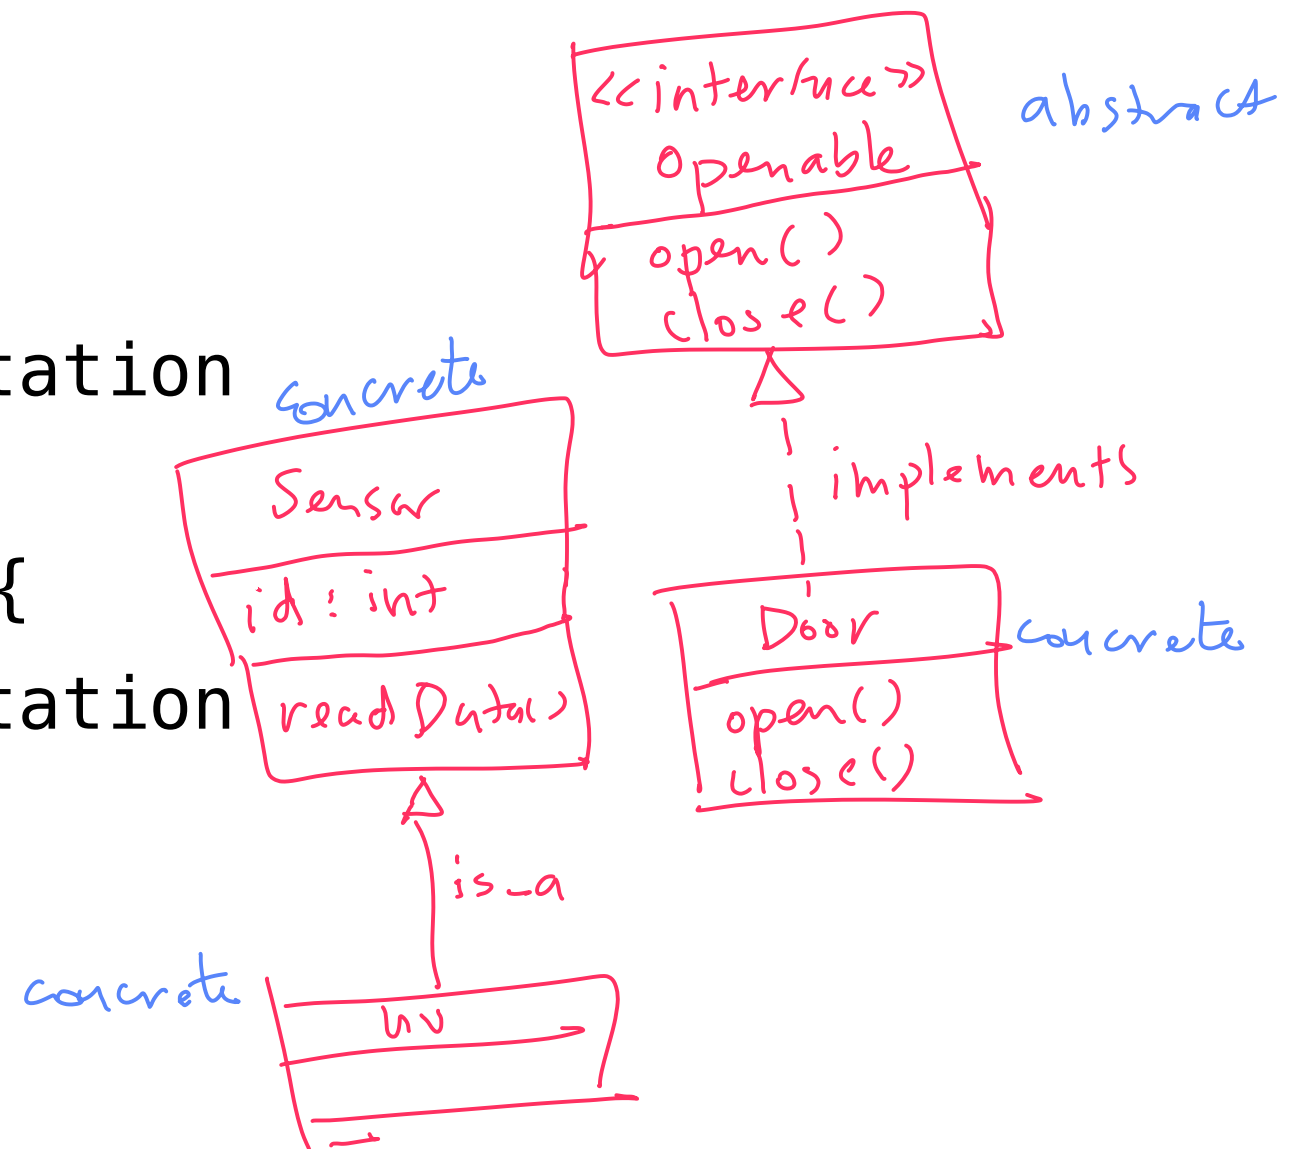 <<interface>>
Openable
abstract
open()
close()
tation
concrete
implements
Sensor
{
id : int
Door
concrete
tation
readData()
open()
close()
is_a
concrete